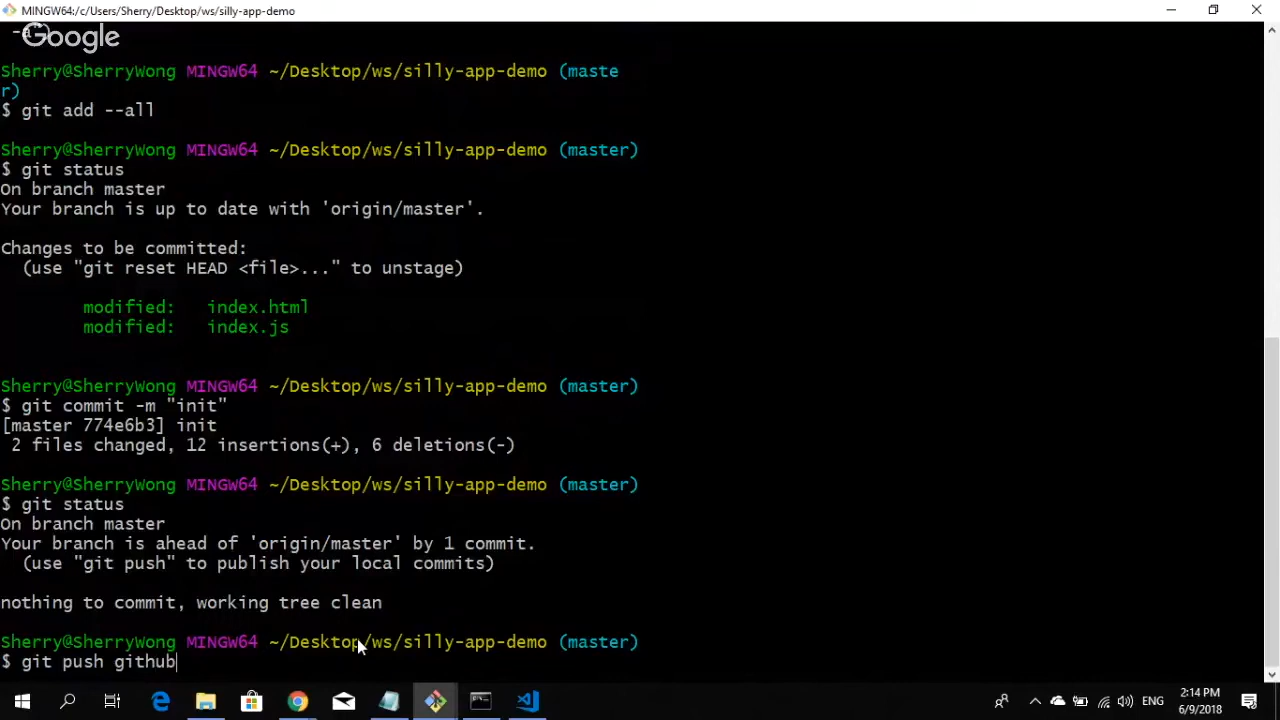 MINGW64:/c/Users/Sherry/Desktop/ws/silly-app-demo
Google
Sherry@SherryWong MINGW64 ~/Desktop/ws/silly-app-demo (maste
r)
$ git add --all
Sherry@SherryWong MINGW64 ~/Desktop/ws/silly-app-demo (master)
$ git status
On branch master
Your branch is up to date with 'origin/master'.
Changes to be committed:
(use "git reset HEAD <file>..." to unstage)
modified: index.html
modified: index.js
Sherry@SherryWong MINGW64 ~/Desktop/ws/silly-app-demo (master)
$ git commit -m "init"
[master 774e6b3] init
2 files changed, 12 insertions(+), 6 deletions(-)
Sherry@SherryWong MINGW64 ~/Desktop/ws/silly-app-demo (master)
$ git status
On branch master
Your branch is ahead of 'origin/master' by 1 commit.
(use "git push" to publish your local commits)
nothing to commit, working tree clean
Sherry@SherryWong MINGW64 ~/Desktop/ws/silly-app-demo (master)
$ git push github
ENG
2:14 PM
6/9/2018